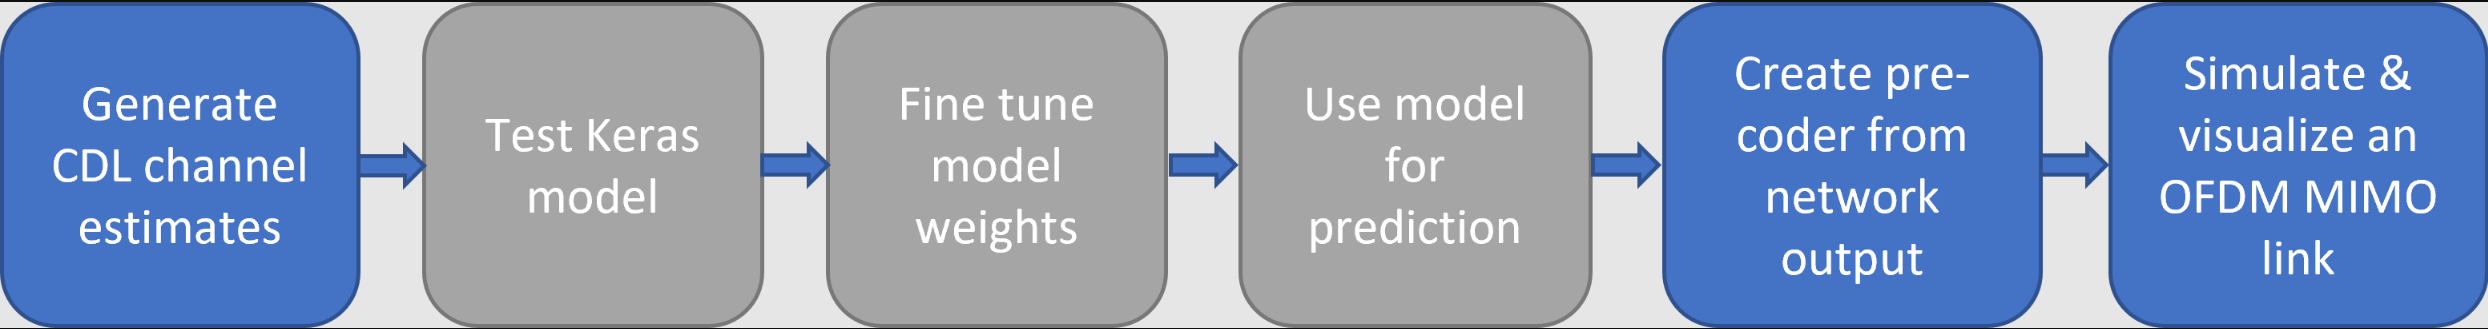 Generate
CDL channel
estimates
Test Keras
model
Fine tune
model
weights
Use model
for
prediction
Create pre-
coder from
network
output
Simulate &
visualize an
OFDM MIMO
link